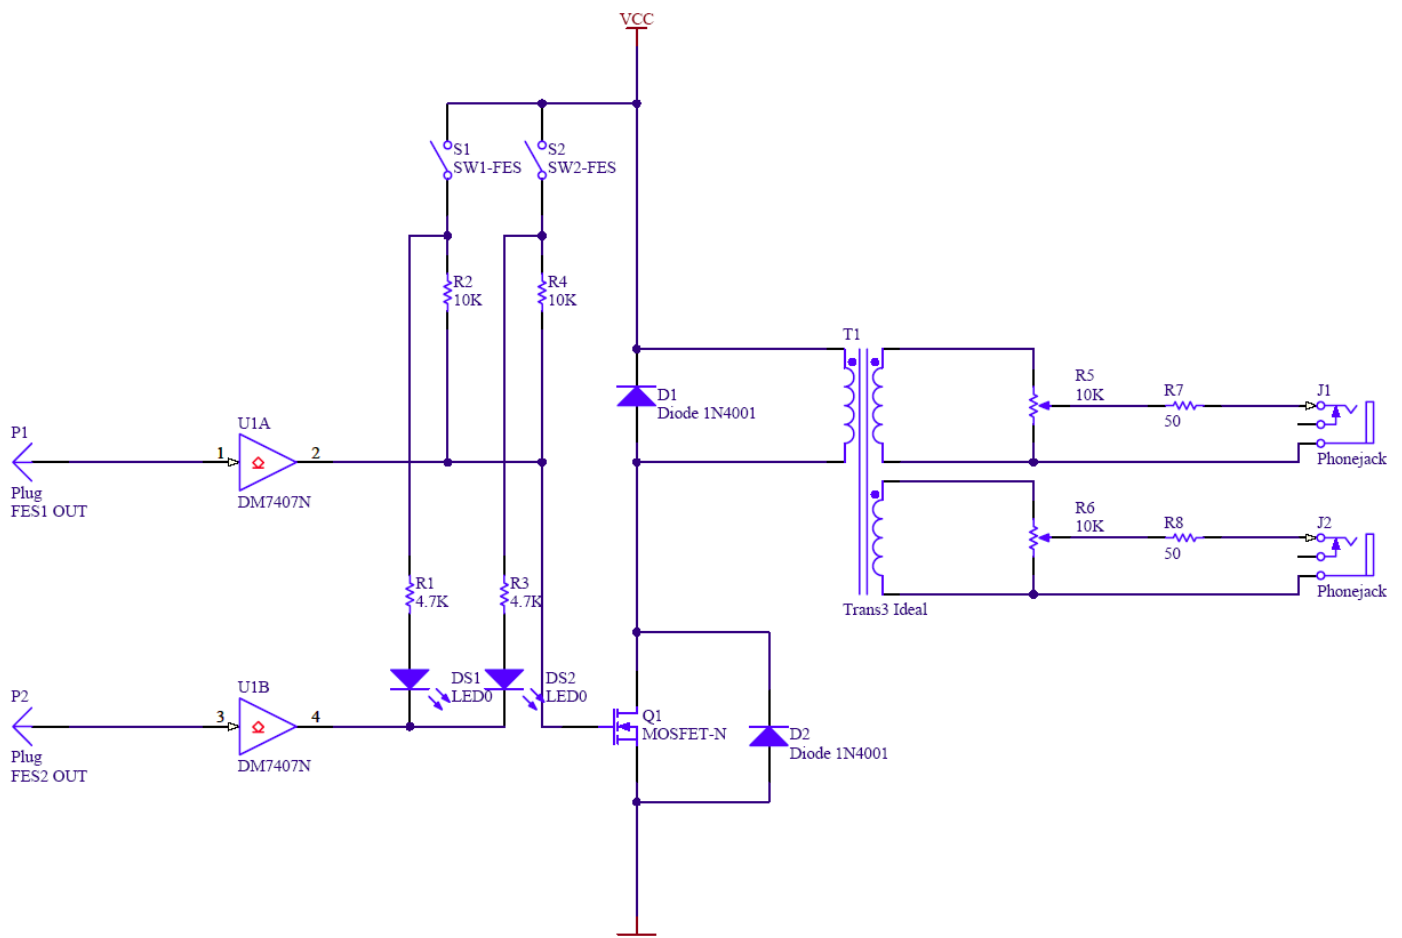 VCC
S1
SW1-FES
S2
SW2-FES
R2
10K
R4
10K
T1
D1
Diode 1N4001
R5
10K
R7
50
J1
Phonejack
P1
Plug
FES1 OUT
1
U1A
2
DM7407N
R6
10K
R8
50
J2
Phonejack
R1
4.7K
R3
4.7K
Trans3 Ideal
DS1
LED0
DS2
LED0
P2
Plug
FES2 OUT
3
U1B
4
DM7407N
Q1
MOSFET-N
D2
Diode 1N4001